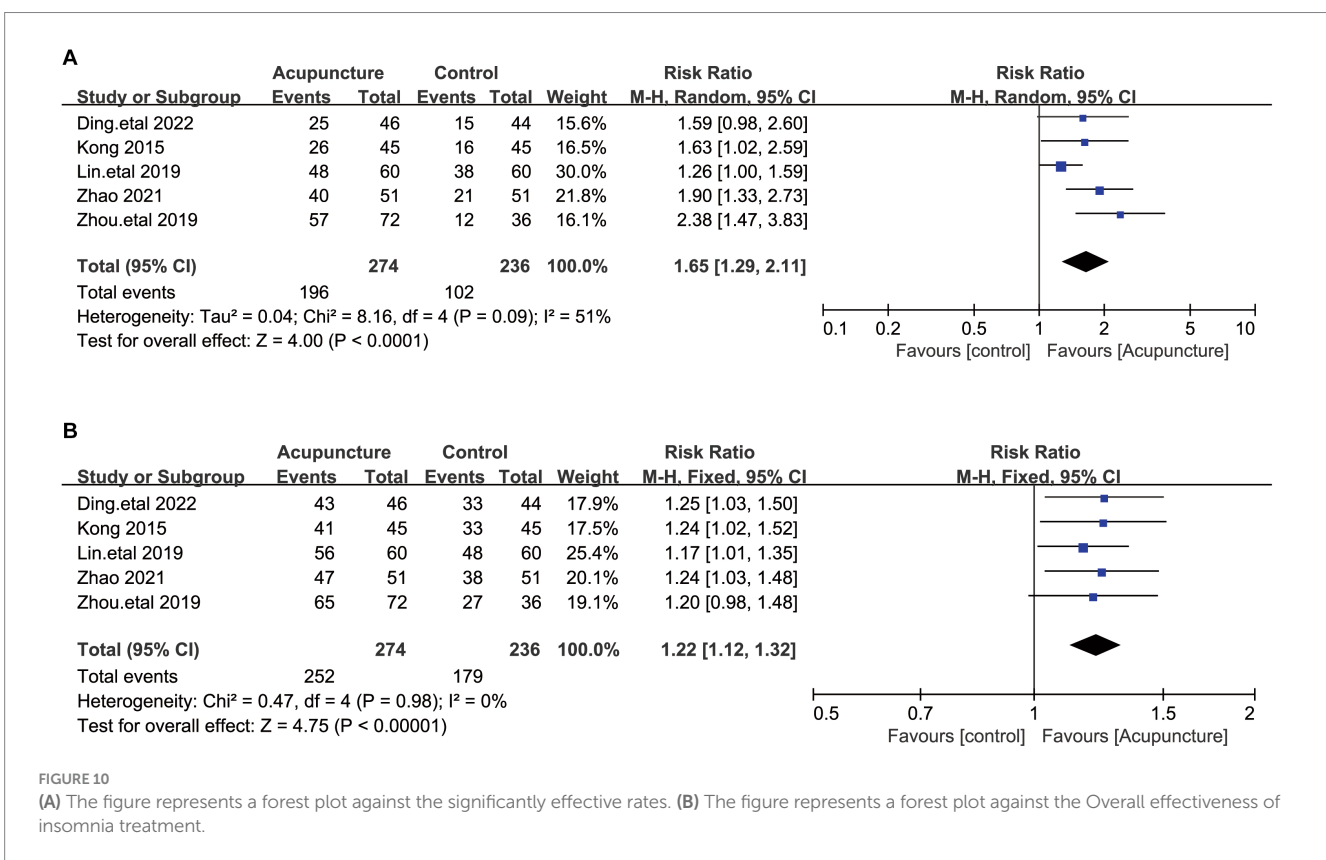 A
Acupuncture Control Risk Ratio Risk Ratio
Study or Subgroup Events Total Events Total Weight M-H, Random, 95% CI M-H, Random, 95% CI
Ding.etal 2022 25 46 15 44 15.6% 1.59 [0.98, 2.60]
Kong 2015 26 45 16 45 16.5% 1.63 [1.02, 2.59]
Lin.etal 2019 48 60 38 60 30.0% 1.26 [1.00, 1.59]
Zhao 2021 40 51 21 51 21.8% 1.90 [1.33, 2.73]
Zhou.etal 2019 57 72 12 36 16.1% 2.38 [1.47, 3.83]
Total (95% CI) 274 236 100.0% 1.65 [1.29, 2.11]
Total events 196 102
Heterogeneity: Tau² = 0.04; Chi² = 8.16, df = 4 (P = 0.09); I² = 51%
Test for overall effect: Z = 4.00 (P < 0.0001)
0.1 0.2 0.5 1 2 5 10
Favours [control] Favours [Acupuncture]
B
Acupuncture Control Risk Ratio Risk Ratio
Study or Subgroup Events Total Events Total Weight M-H, Fixed, 95% CI M-H, Fixed, 95% CI
Ding.etal 2022 43 46 33 44 17.9% 1.25 [1.03, 1.50]
Kong 2015 41 45 33 45 17.5% 1.24 [1.02, 1.52]
Lin.etal 2019 56 60 48 60 25.4% 1.17 [1.01, 1.35]
Zhao 2021 47 51 38 51 20.1% 1.24 [1.03, 1.48]
Zhou.etal 2019 65 72 27 36 19.1% 1.20 [0.98, 1.48]
Total (95% CI) 274 236 100.0% 1.22 [1.12, 1.32]
Total events 252 179
Heterogeneity: Chi² = 0.47, df = 4 (P = 0.98); I² = 0%
Test for overall effect: Z = 4.75 (P < 0.00001)
0.5 0.7 1 1.5 2
Favours [control] Favours [Acupuncture]
FIGURE 10
(A) The figure represents a forest plot against the significantly effective rates. (B) The figure represents a forest plot against the Overall effectiveness of
insomnia treatment.